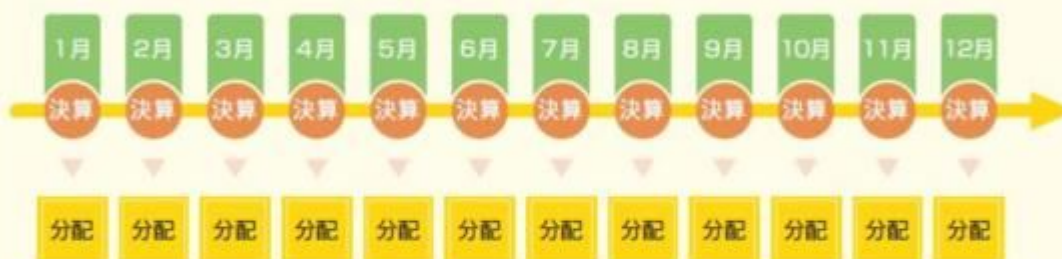 1月 2月 3月 4月 5月 6月 7月 8月 9月 10月 11月 12月
決算 決算 決算 決算 決算 決算 決算 決算 決算 決算 決算 決算
分配 分配 分配 分配 分配 分配 分配 分配 分配 分配 分配 分配